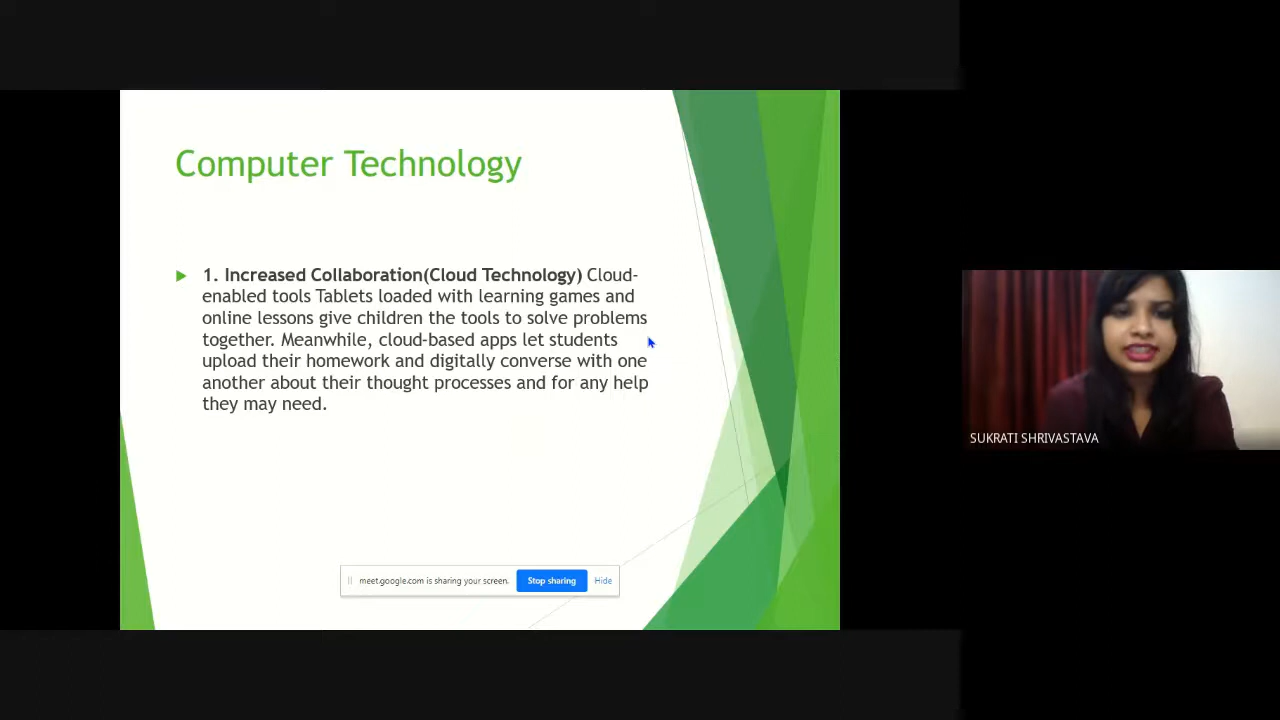 Computer Technology
1. Increased Collaboration(Cloud Technology) Cloud-
enabled tools Tablets loaded with learning games and
online lessons give children the tools to solve problems
together. Meanwhile, cloud-based apps let students
upload their homework and digitally converse with one
another about their thought processes and for any help
they may need.
SUKRATI SHRIVASTAVA
meet.google.com is sharing your screen. Stop sharing Hide